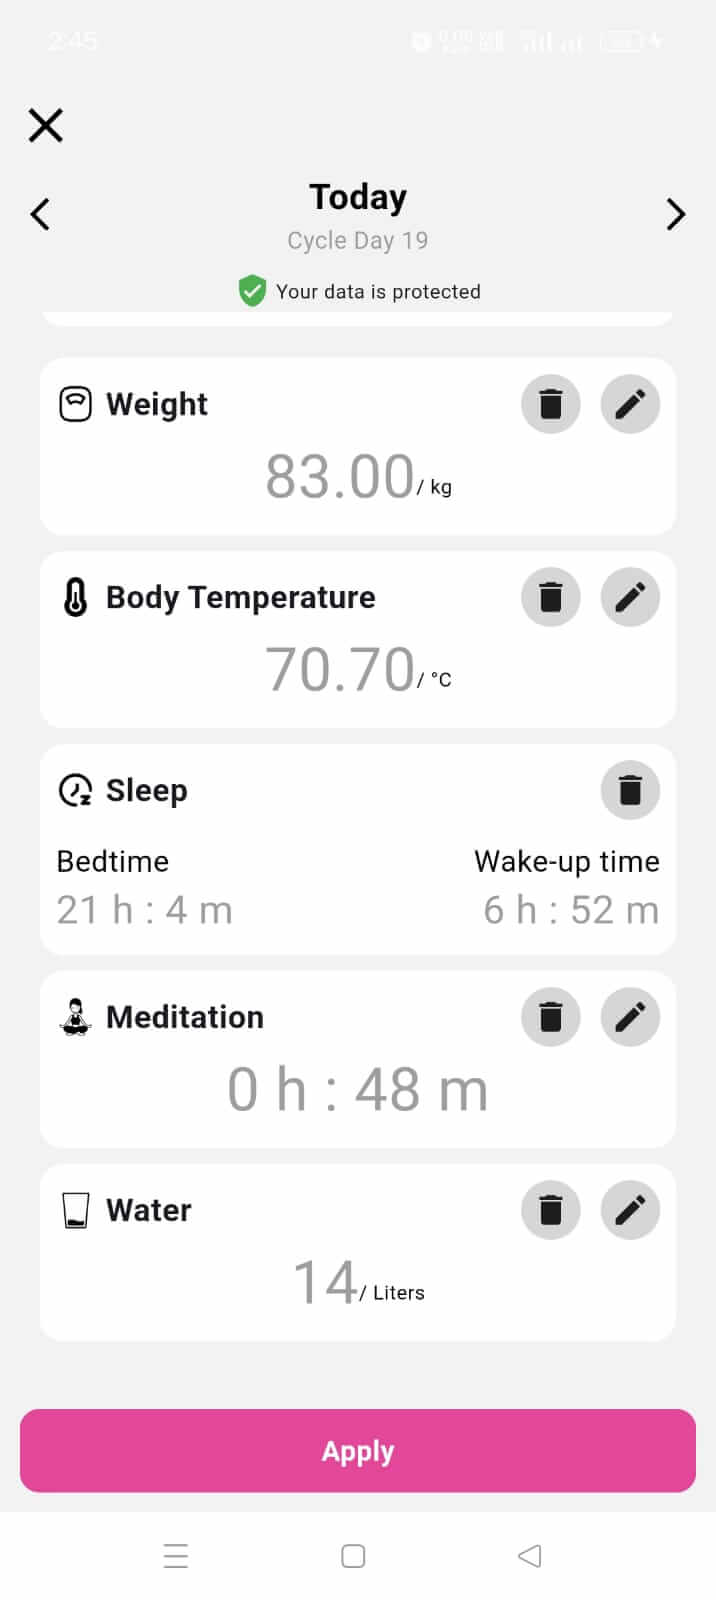 2:45
Today
Cycle Day 19
Your data is protected
Weight
83.00/ kg
Body Temperature
70.70/ °C
Sleep
Bedtime Wake-up time
21 h : 4 m 6 h : 52 m
Meditation
0 h : 48 m
Water
14/ Liters
Apply